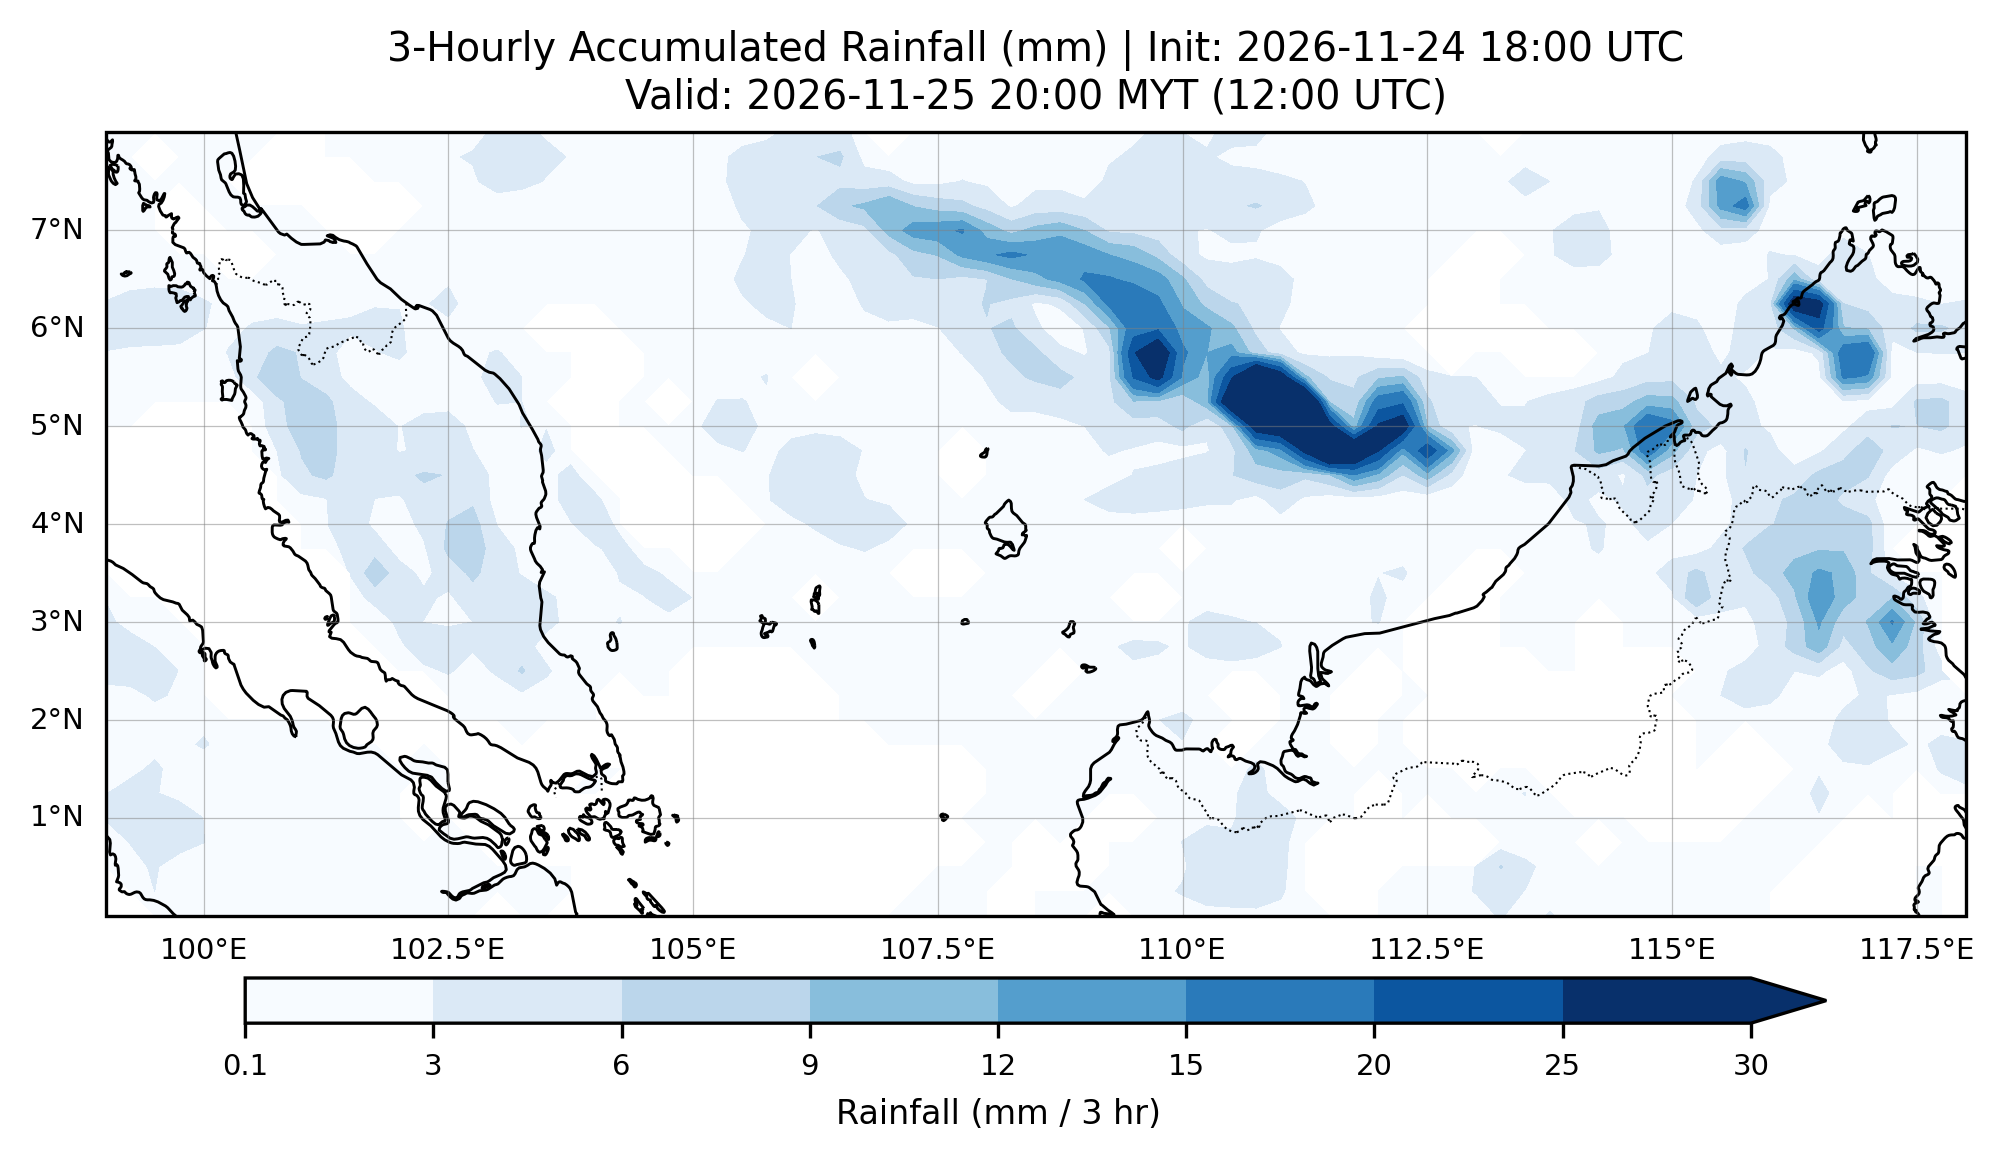 3-Hourly Accumulated Rainfall (mm) | Init: 2026-11-24 18:00 UTC
Valid: 2026-11-25 20:00 MYT (12:00 UTC)
7°N
6°N
5°N
4°N
3°N
2°N
1°N
100°E 102.5°E 105°E 107.5°E 110°E 112.5°E 115°E 117.5°E
0.1 3 6 9 12 15 20 25 30
Rainfall (mm / 3 hr)